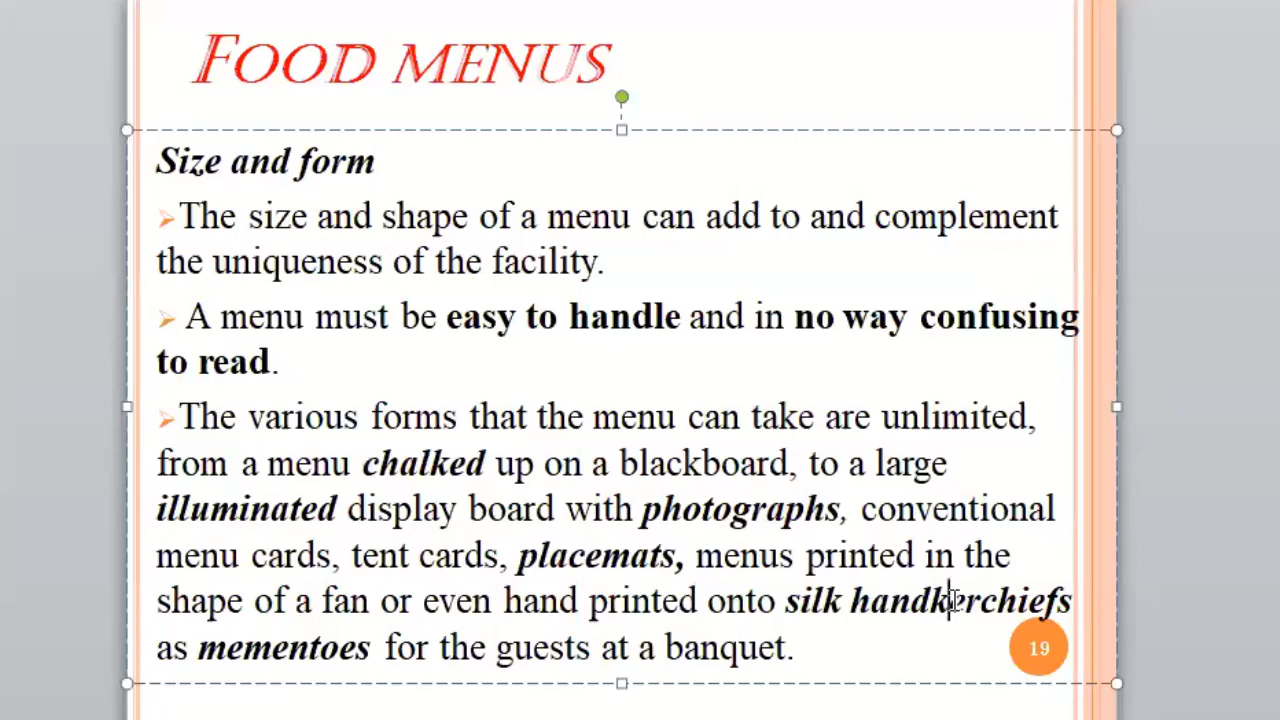 FOOD MENUS
Size and form
➢The size and shape of a menu can add to and complement
the uniqueness of the facility.
➢ A menu must be easy to handle and in no way confusing
to read.
➢The various forms that the menu can take are unlimited,
from a menu chalked up on a blackboard, to a large
illuminated display board with photographs, conventional
menu cards, tent cards, placemats, menus printed in the
shape of a fan or even hand printed onto silk handkerchiefs
as mementoes for the guests at a banquet.
19